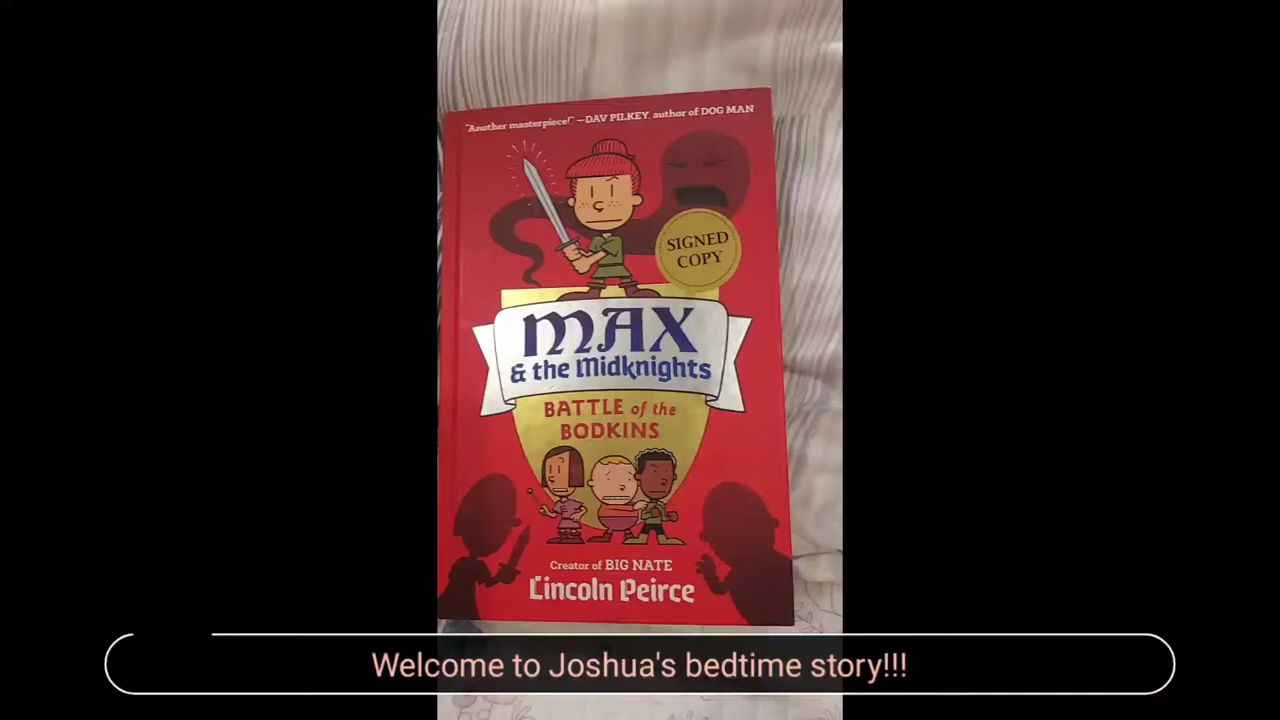 "Another masterpiece!" —DAV PILKEY, author of DOG MAN
SIGNED
COPY
MAX
& the Midknights
BATTLE of the
BODKINS
Creator of BIG NATE
Lincoln Peirce
Welcome to Joshua's bedtime story!!!